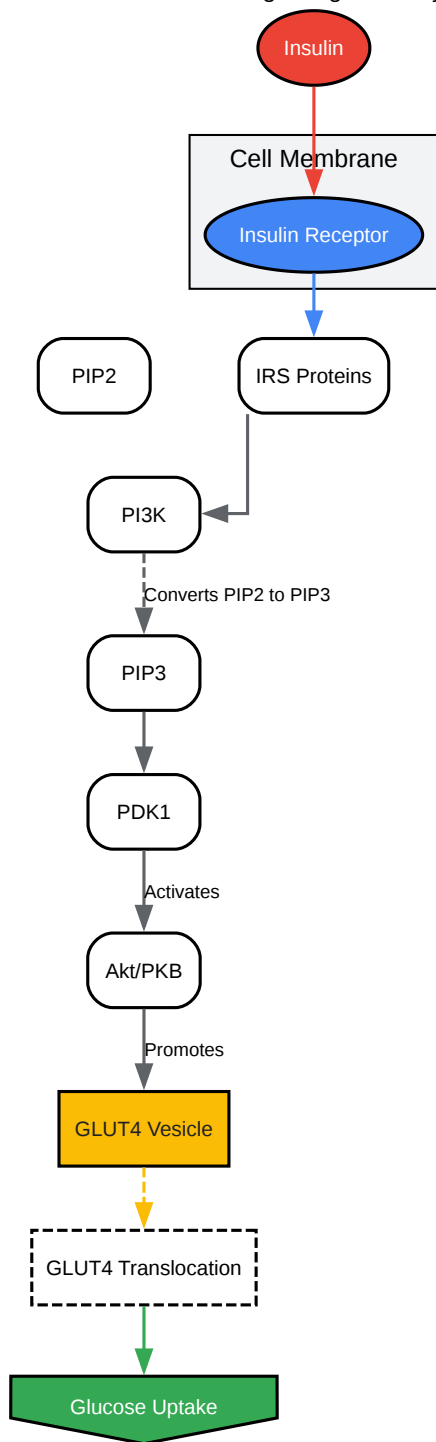 Insulin
Cell Membrane
Insulin Receptor
PIP2
IRS Proteins
PI3K
Converts PIP2 to PIP3
PIP3
PDK1
Activates
Akt/PKB
Promotes
GLUT4 Vesicle
GLUT4 Translocation
Glucose Uptake